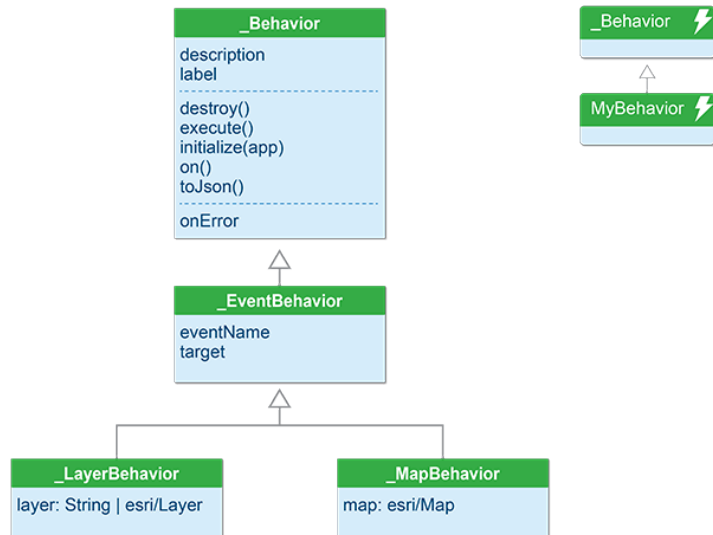 _Behavior
description
label
destroy()
execute()
initialize(app)
on()
toJson()
onError
_EventBehavior
eventName
target
_LayerBehavior
layer: String | esri/Layer
_MapBehavior
map: esri/Map
_Behavior
MyBehavior